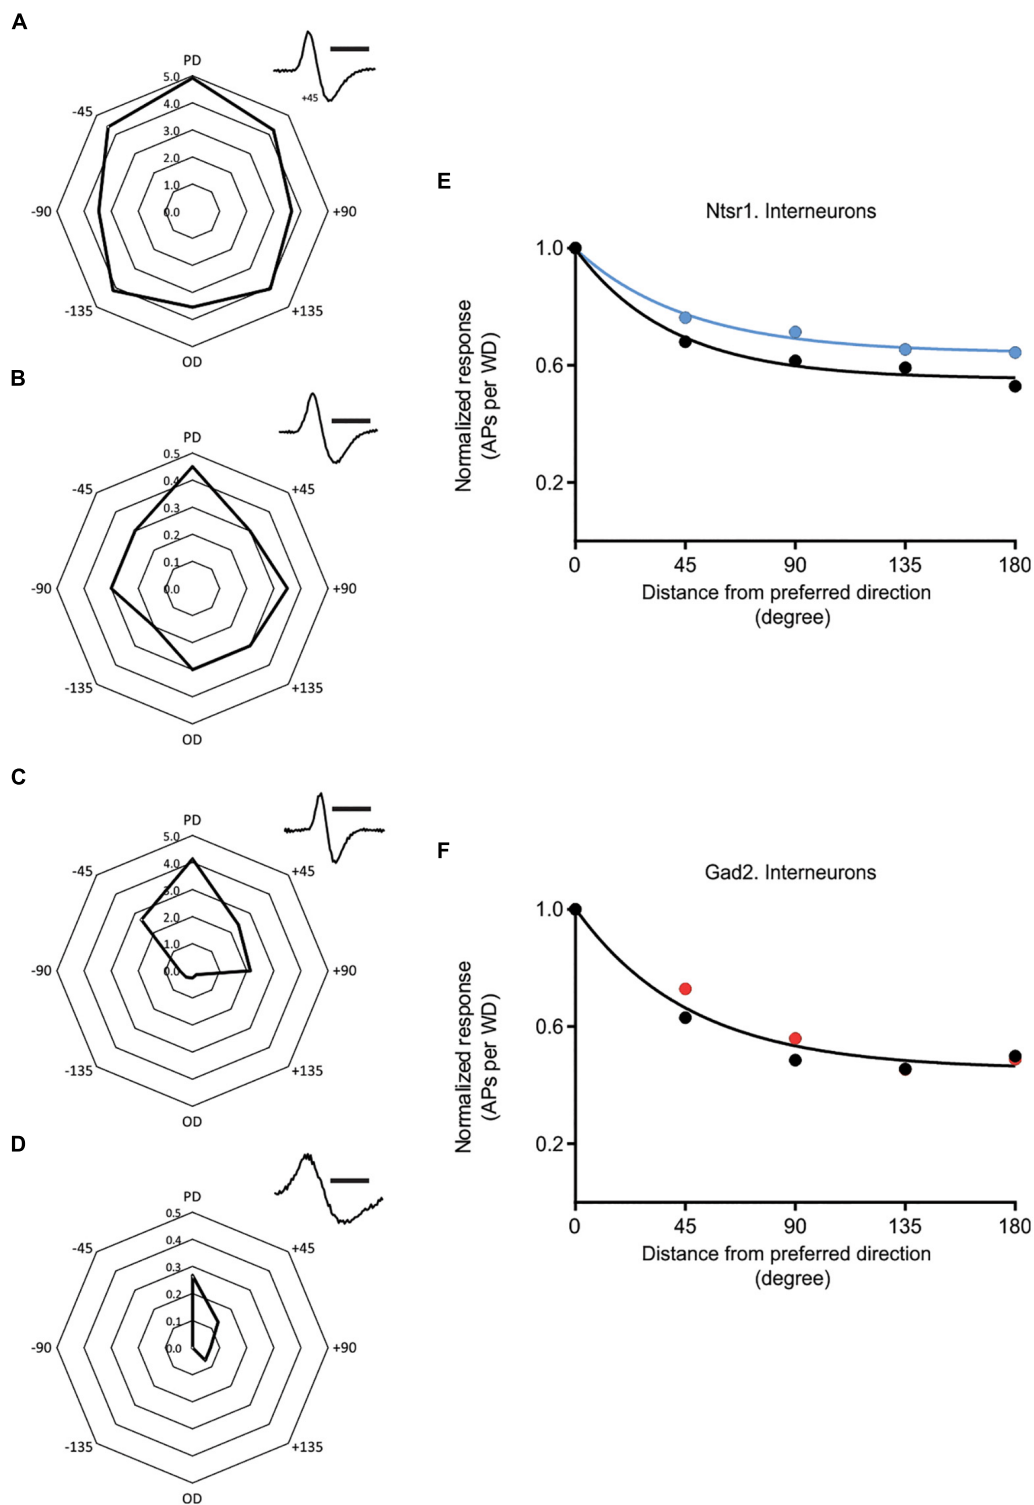 A
PD
5.0
-45
+45
4.0
3.0
2.0
1.0
0.0
-90
+90
-135
+135
OD
B
PD
0.5
-45
+45
0.4
0.3
0.2
0.1
0.0
-90
+90
-135
+135
OD
C
PD
5.0
-45
+45
4.0
3.0
2.0
1.0
0.0
-90
+90
-135
+135
OD
D
PD
0.5
-45
+45
0.4
0.3
0.2
0.1
0.0
-90
+90
-135
+135
OD
E
Ntsr1. Interneurons
Normalized response
(APs per WD)
1.0
0.6
0.2
0 45 90 135 180
Distance from preferred direction
(degree)
F
Gad2. Interneurons
Normalized response
(APs per WD)
1.0
0.6
0.2
0 45 90 135 180
Distance from preferred direction
(degree)